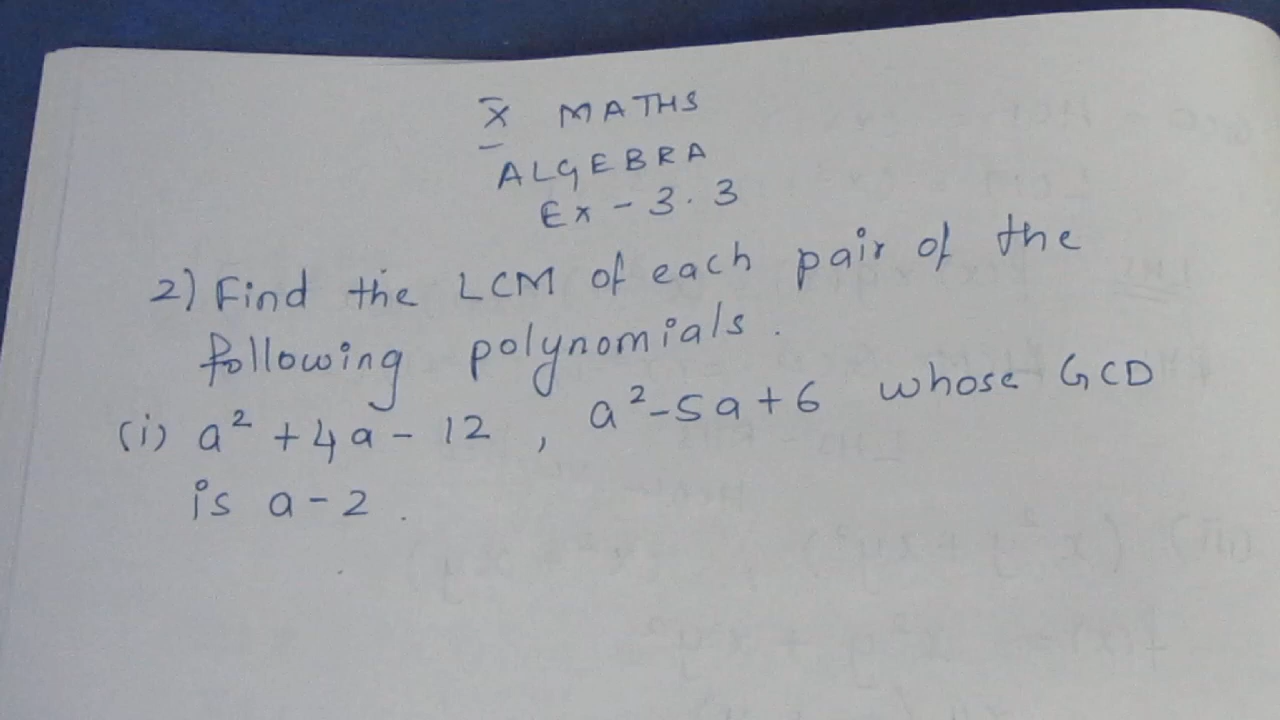 X MATHS
ALGEBRA
Ex - 3.3
2) Find the LCM of each pair of the
following polynomials.
(i) a² + 4a - 12 , a² - 5a + 6 whose GCD
is a - 2.